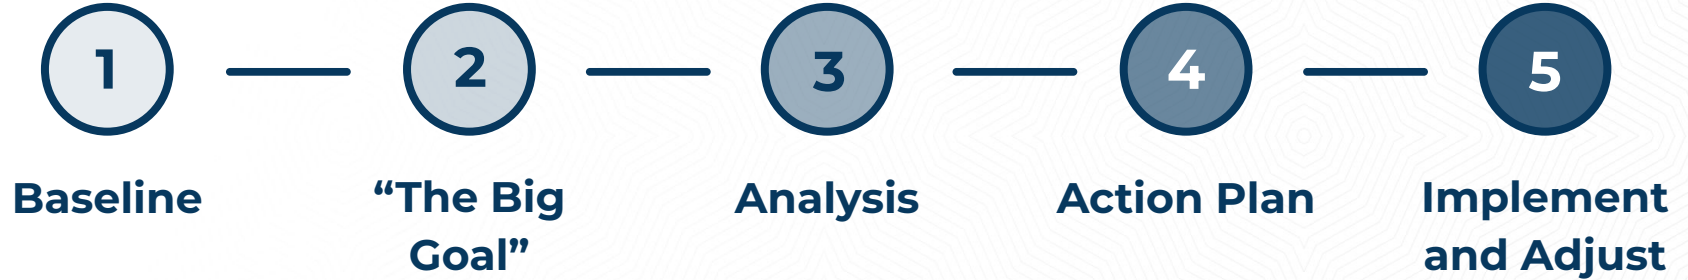 1
2
3
4
5
Baseline
“The Big
Goal”
Analysis
Action Plan
Implement
and Adjust